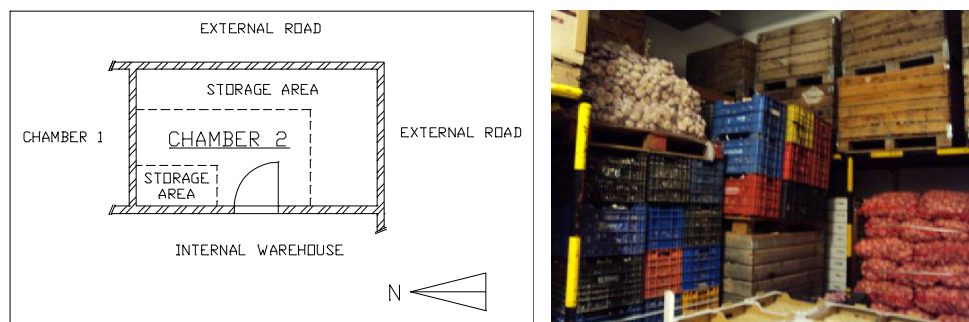 EXTERNAL ROAD
STORAGE AREA
CHAMBER 1
CHAMBER 2
EXTERNAL ROAD
STORAGE
AREA
INTERNAL WAREHOUSE
N